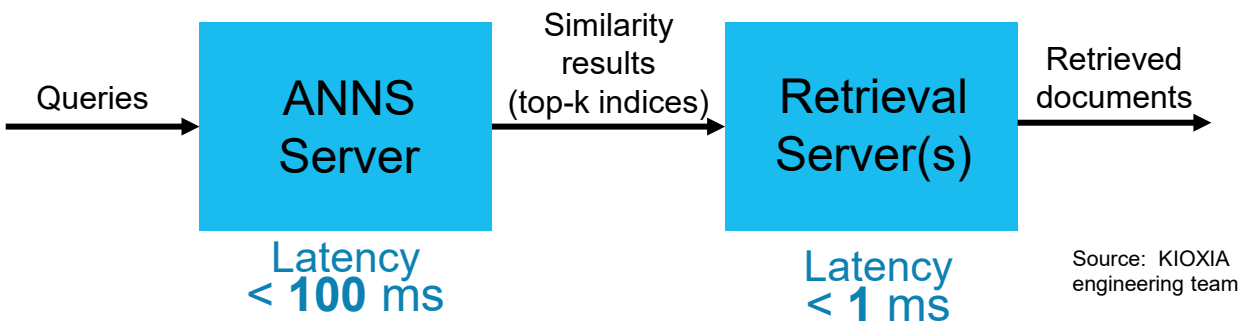 Queries
ANNS
Server
Similarity
results
(top-k indices)
Retrieval
Server(s)
Retrieved
documents
Latency
< 100 ms
Latency
< 1 ms
Source: KIOXIA
engineering team